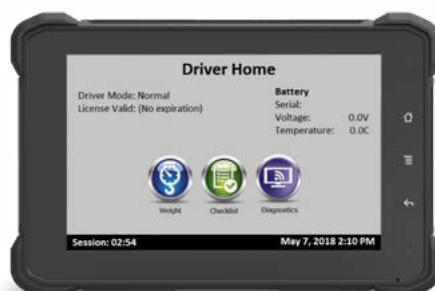 Driver Home
Driver Mode: Normal
License Valid: (No expiration)
Battery
Serial:
Voltage: 0.0V
Temperature: 0.0C
Weight
Checklist
Diagnostics
Session: 02:54
May 7, 2018 2:10 PM